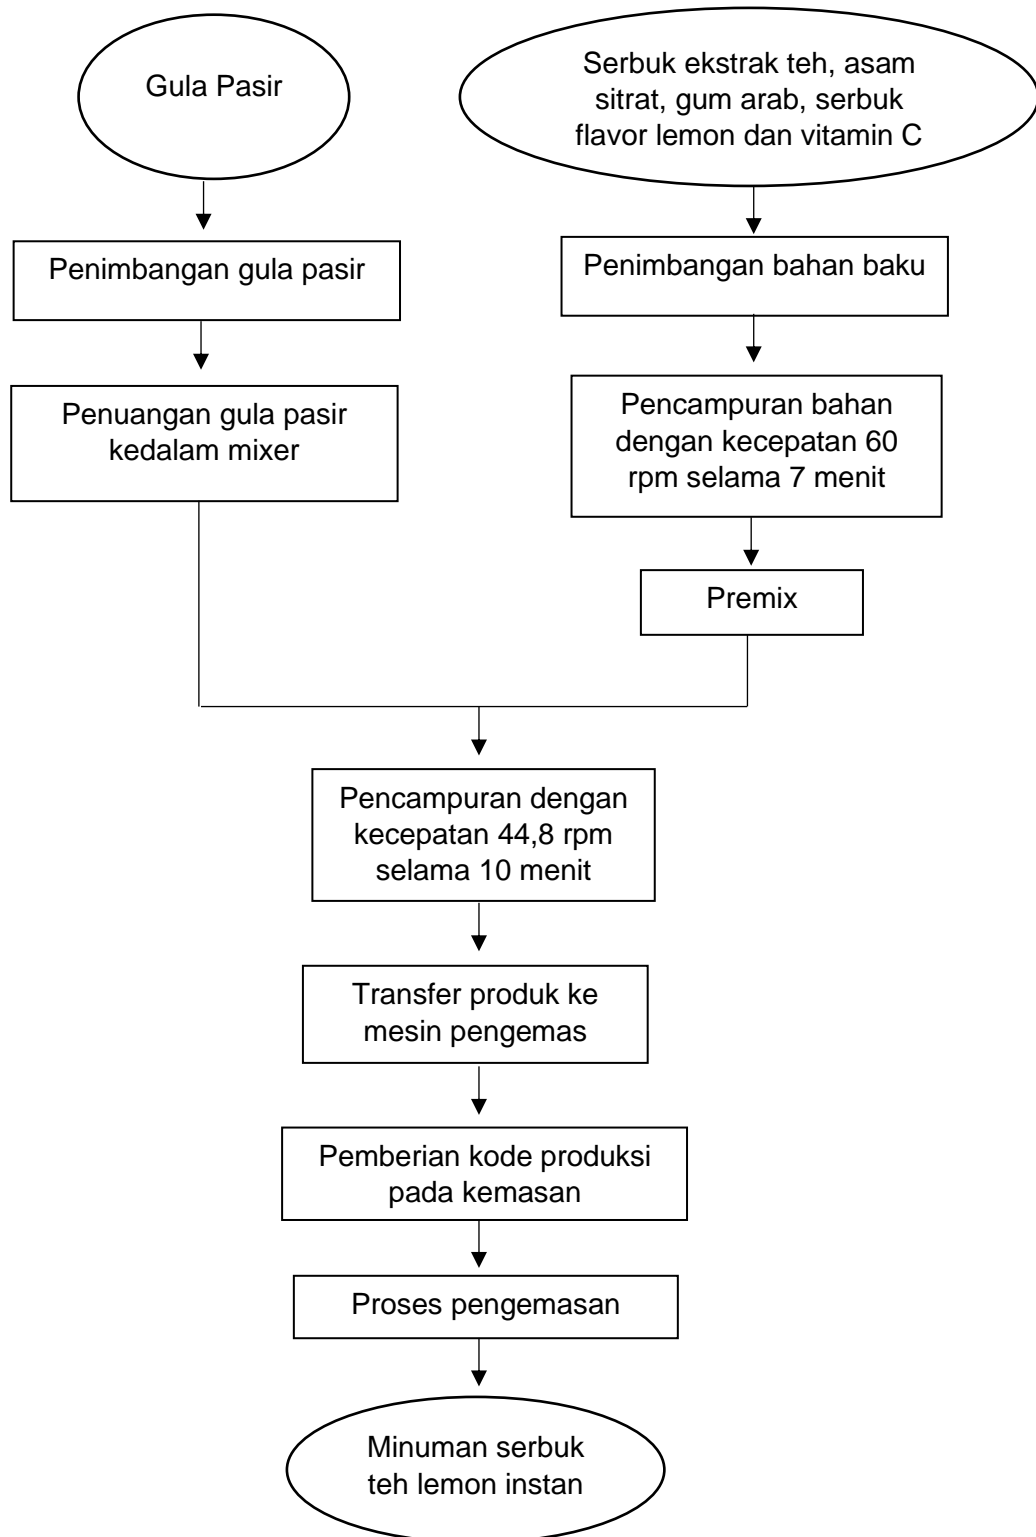 Gula Pasir
Serbuk ekstrak teh, asam
sitrat, gum arab, serbuk
flavor lemon dan vitamin C
Penimbangan gula pasir
Penimbangan bahan baku
Penuangan gula pasir
kedalam mixer
Pencampuran bahan
dengan kecepatan 60
rpm selama 7 menit
Premix
Pencampuran dengan
kecepatan 44,8 rpm
selama 10 menit
Transfer produk ke
mesin pengemas
Pemberian kode produksi
pada kemasan
Proses pengemasan
Minuman serbuk
teh lemon instan